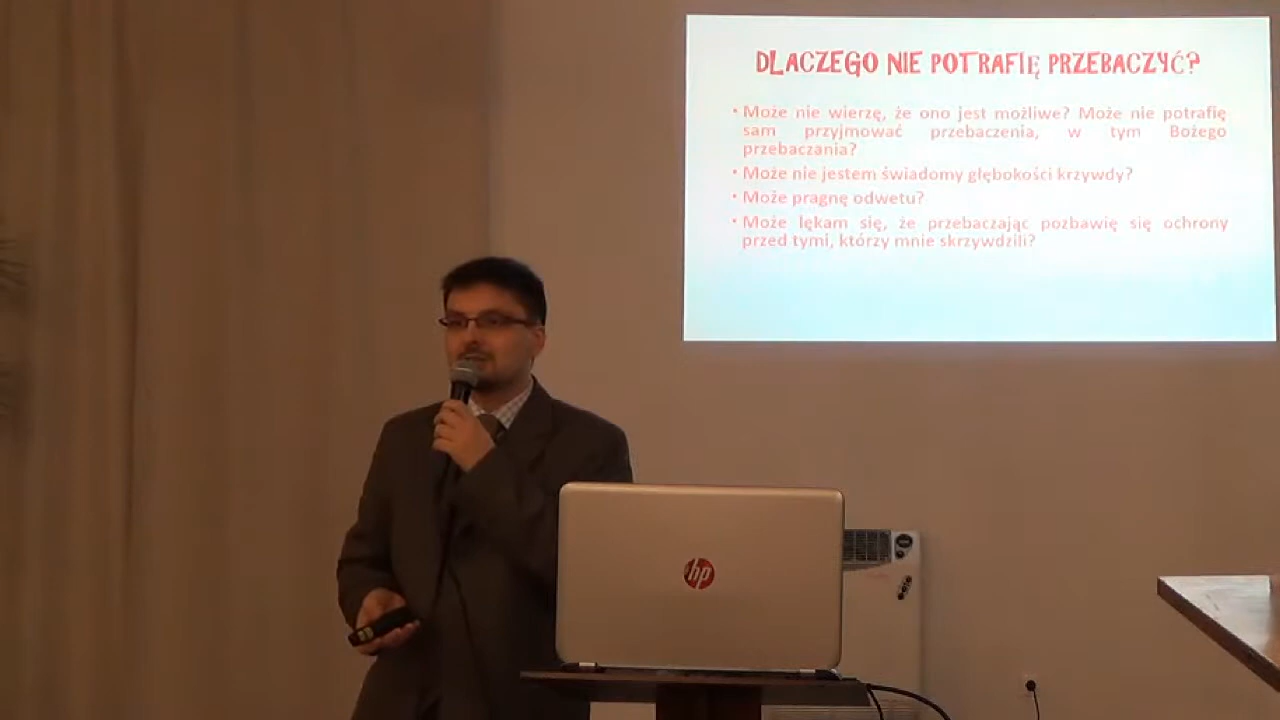 DLACZEGO NIE POTRAFIĘ PRZEBACZYĆ?
• Może nie wierzę, że ono jest możliwe? Może nie potrafię
sam przyjmować przebaczenia, w tym Bożego
przebaczania?
• Może nie jestem świadomy głębokości krzywdy?
• Może pragnę odwetu?
• Może lękam się, że przebaczając pozbawię się ochrony
przed tymi, którzy mnie skrzywdzili?
hp